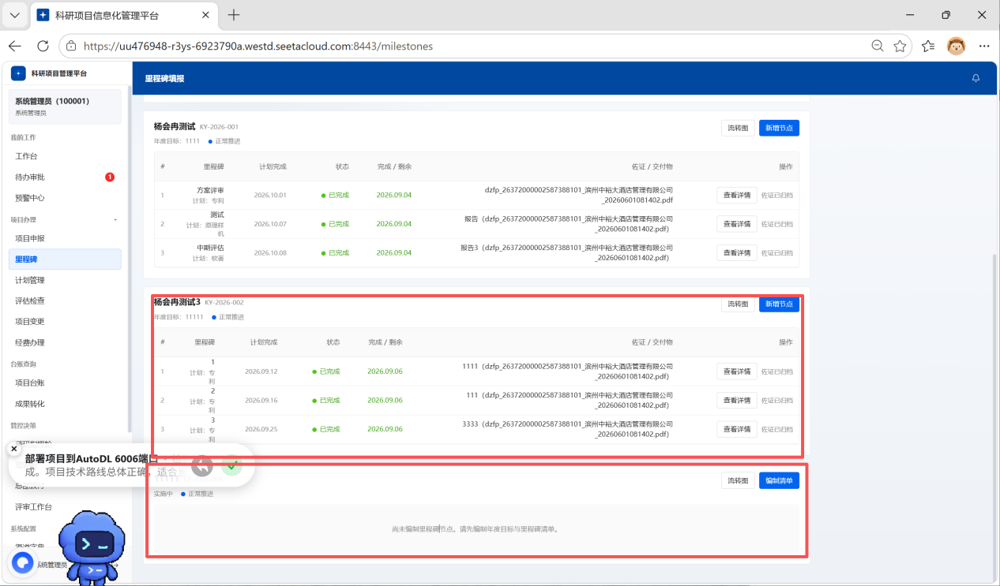 科研项目信息化管理平台
https://uu476948-r3ys-6923790a.westd.seetacloud.com:8443/milestones
科研项目管理平台
里程碑填报
系统管理员（100001）
系统管理员
我的工作
工作台
待办审批 1
预警中心
项目办理
项目申报
里程碑
计划管理
评估检查
项目变更
经费办理
台账查询
项目台账
成果转化
管控决策
评审工作台
系统配置
系统管理员
部署项目到AutoDL 6006端口
成。项目技术路线总体正确，适合
杨会冉测试 KY-2026-001
流转图 新增节点
年度目标：1111 正常推进
# 里程碑 计划完成 状态 完成 / 剩余 佐证 / 交付物 操作
1 方案评审 计划：专利 2026.10.01 已完成 2026.09.04 dzfp_26372000002587388101_滨州中裕大酒店管理有限公司_20260601081402.pdf 查看详情 佐证已归档
2 测试 计划：原理样机 2026.10.07 已完成 2026.09.04 报告（dzfp_26372000002587388101_滨州中裕大酒店管理有限公司_20260601081402.pdf) 查看详情 佐证已归档
3 中期评估 计划：软著 2026.10.08 已完成 2026.09.04 报告3（dzfp_26372000002587388101_滨州中裕大酒店管理有限公司_20260601081402.pdf) 查看详情 佐证已归档
杨会冉测试3 KY-2026-002
流转图 新增节点
年度目标：11111 正常推进
# 里程碑 计划完成 状态 完成 / 剩余 佐证 / 交付物 操作
1 1 计划：专利 2026.09.12 已完成 2026.09.06 1111（dzfp_26372000002587388101_滨州中裕大酒店管理有限公司_20260601081402.pdf) 查看详情 佐证已归档
2 2 计划：专利 2026.09.16 已完成 2026.09.06 111（dzfp_26372000002587388101_滨州中裕大酒店管理有限公司_20260601081402.pdf) 查看详情 佐证已归档
3 3 计划：专利 2026.09.25 已完成 2026.09.06 3333（dzfp_26372000002587388101_滨州中裕大酒店管理有限公司_20260601081402.pdf) 查看详情 佐证已归档
流转图 编制清单
实施中 正常推进
尚未编制里程碑节点。请先编制年度目标与里程碑清单。